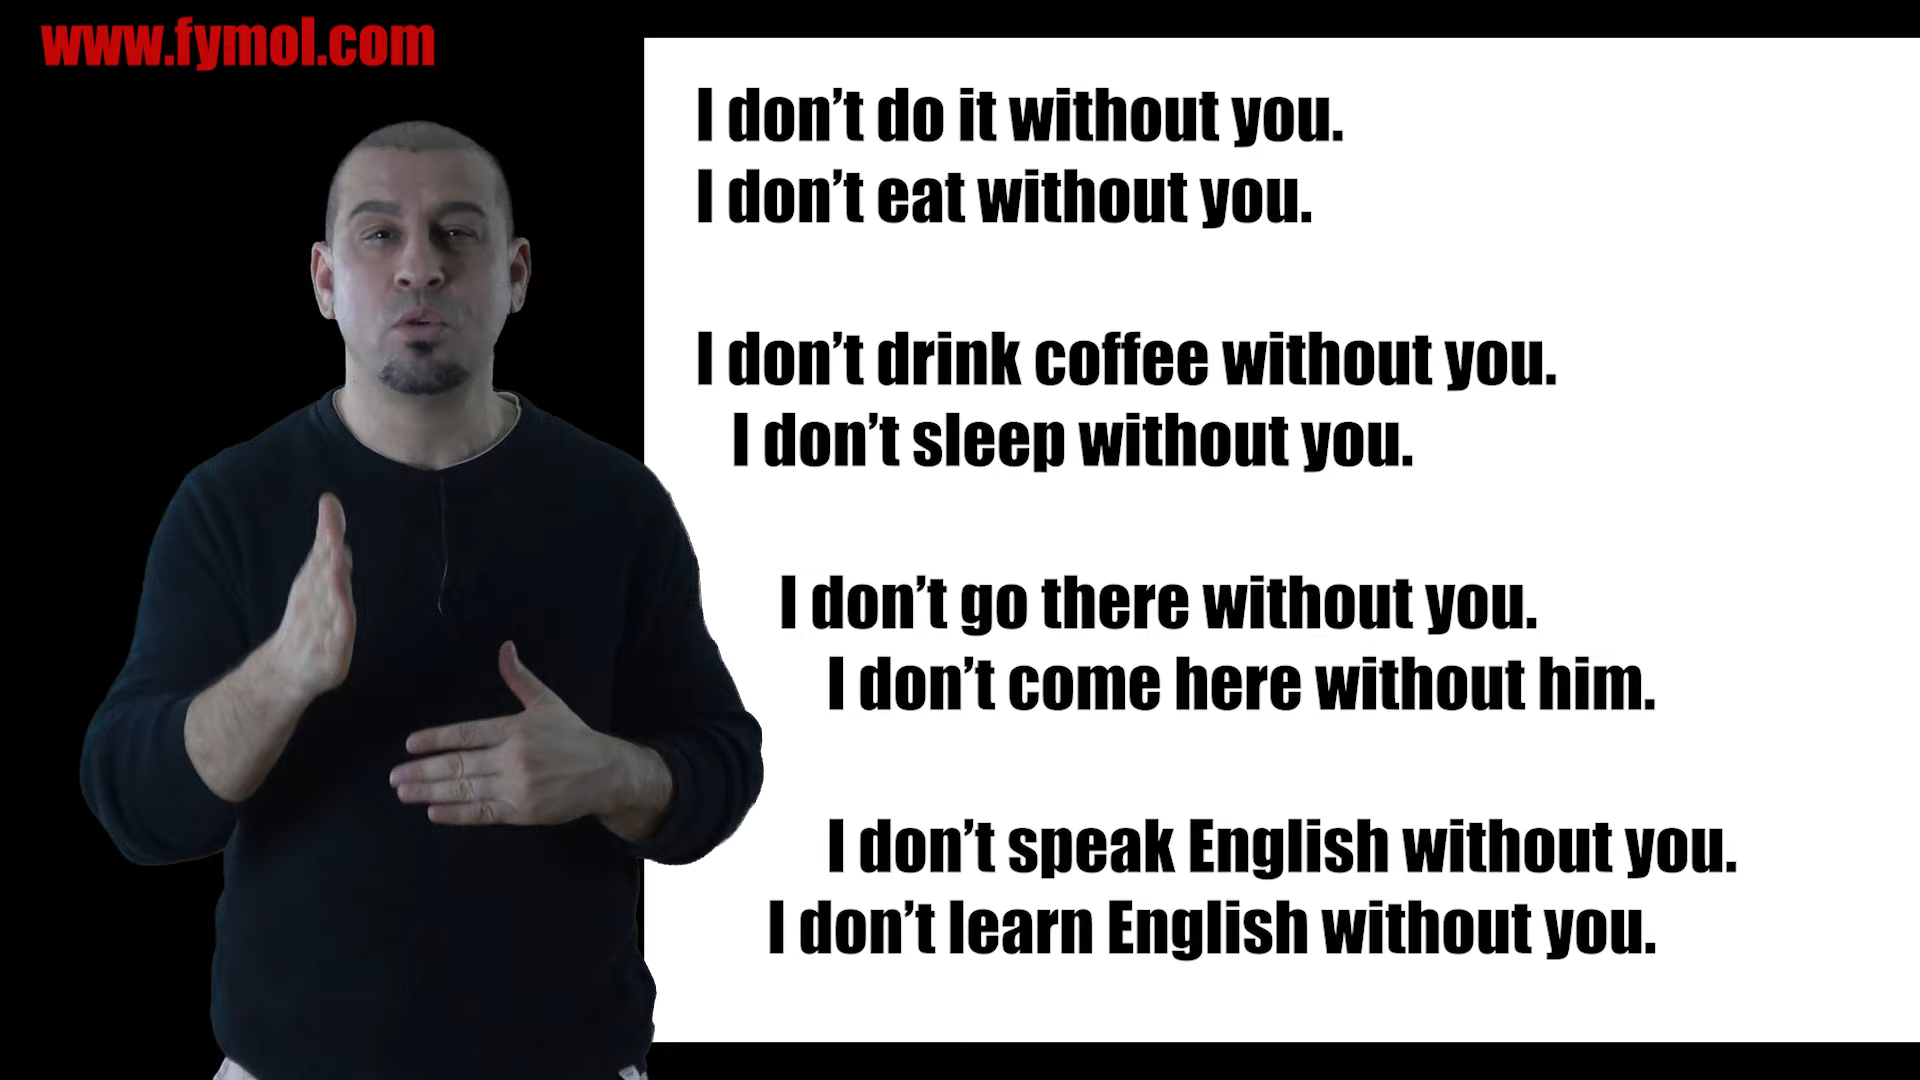 www.fymol.com
I don’t do it without you.
I don’t eat without you.
I don’t drink coffee without you.
I don’t sleep without you.
I don’t go there without you.
I don’t come here without him.
I don’t speak English without you.
I don’t learn English without you.